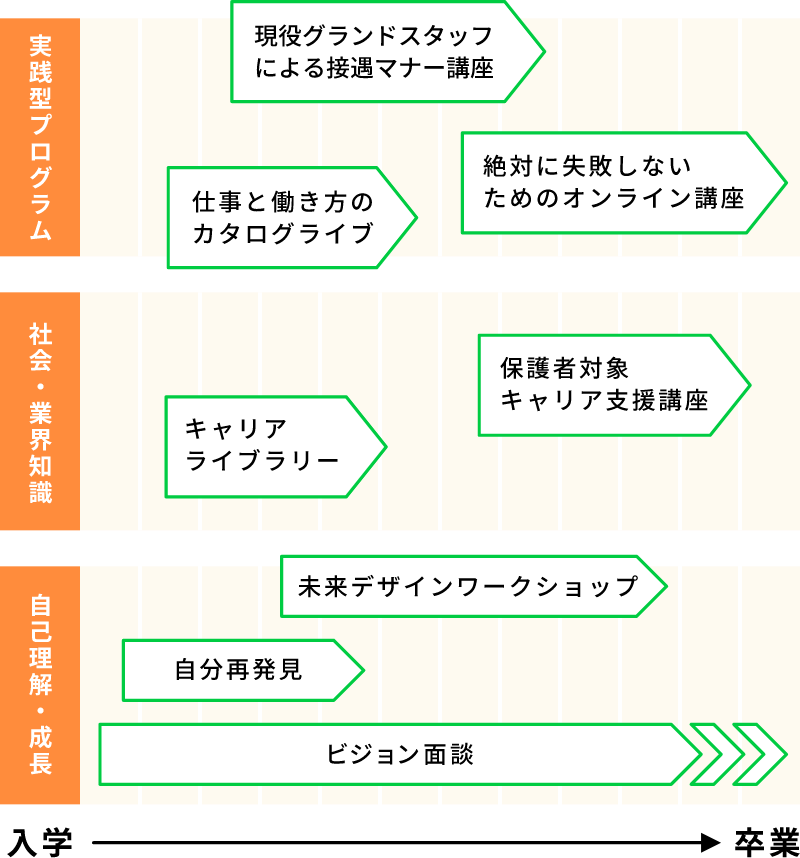 実践型プログラム
現役グランドスタッフ
による接遇マナー講座
絶対に失敗しない
ためのオンライン講座
仕事と働き方の
カタログライブ
社会・業界知識
保護者対象
キャリア支援講座
キャリア
ライブラリー
自己理解・成長
未来デザインワークショップ
自分再発見
ビジョン面談
入学
卒業